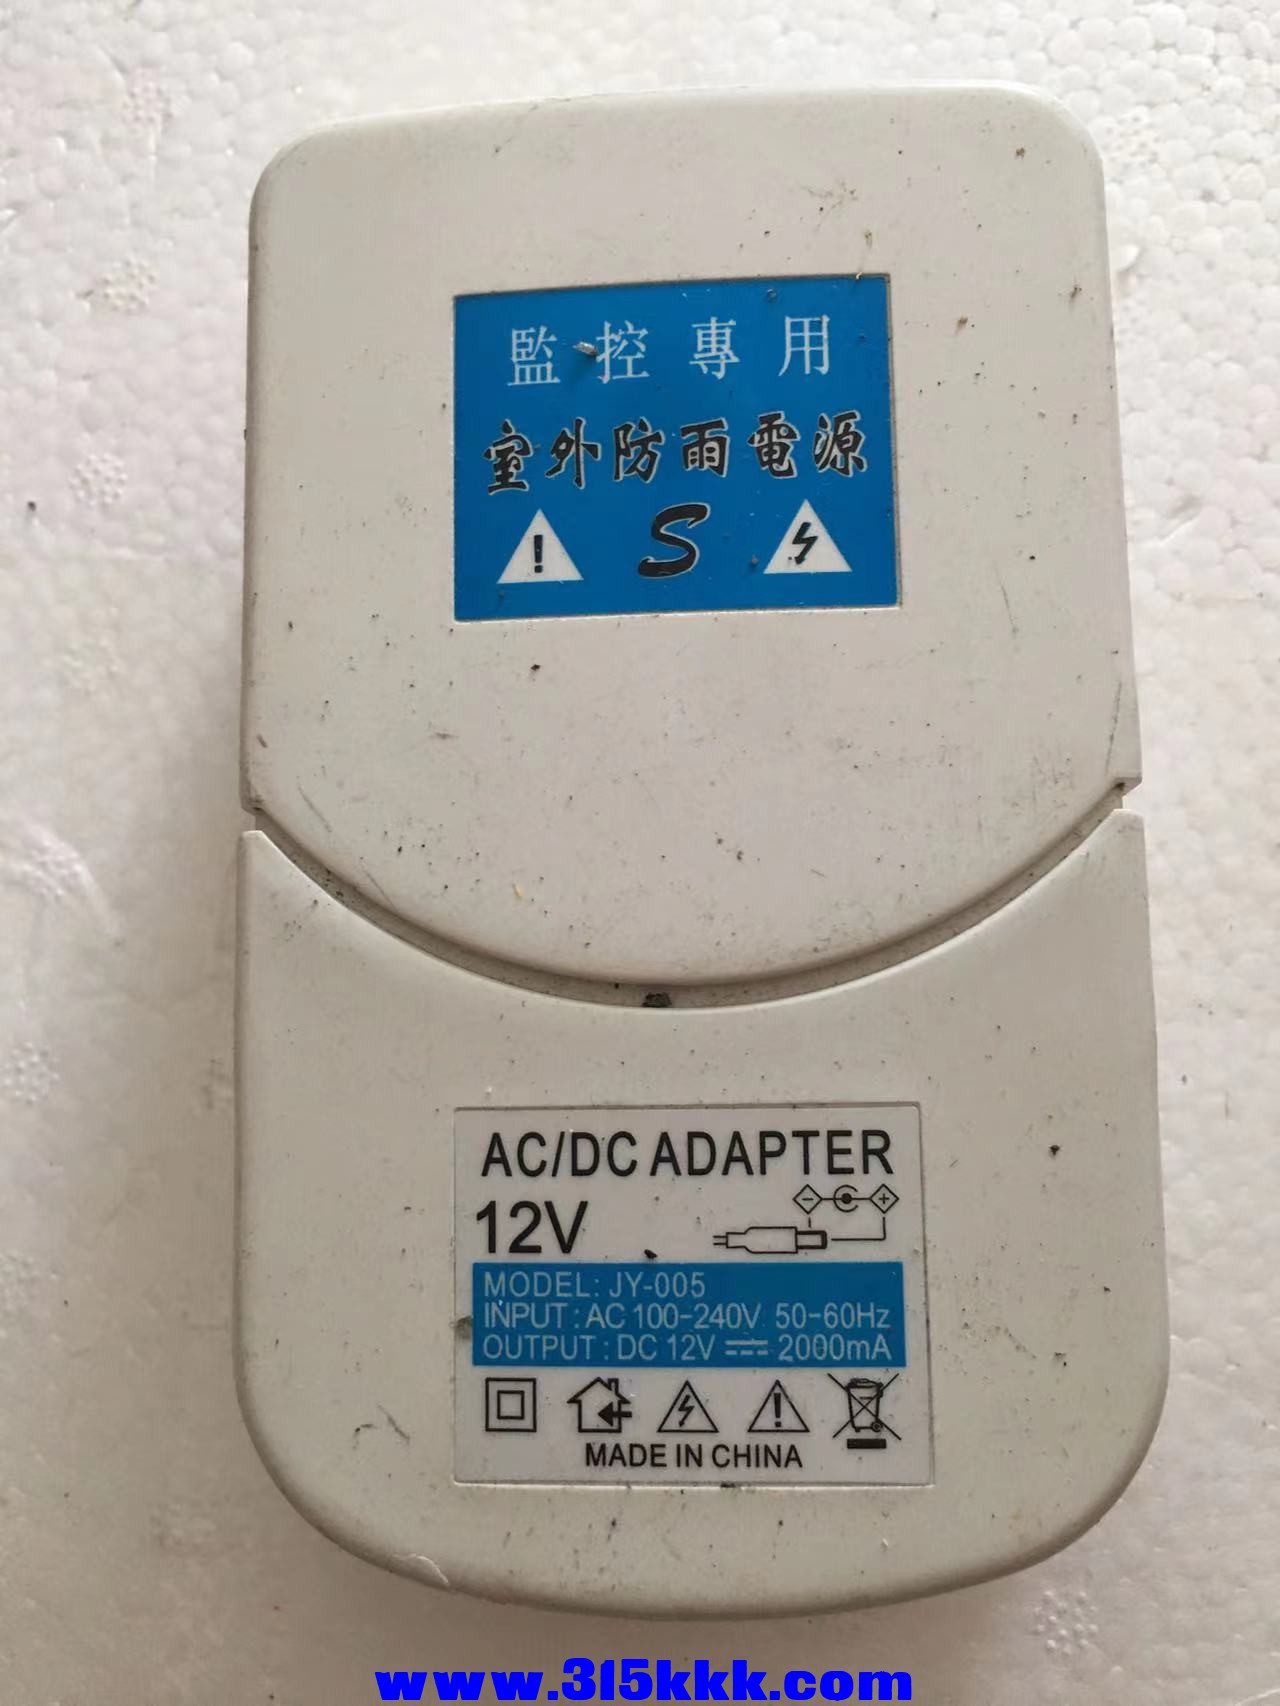 監控專用
室外防雨電源
S
AC/DC ADAPTER
12V
MODEL: JY-005
INPUT: AC 100-240V 50-60Hz
OUTPUT: DC 12V ⎓ 2000mA
MADE IN CHINA
www.315kkk.com